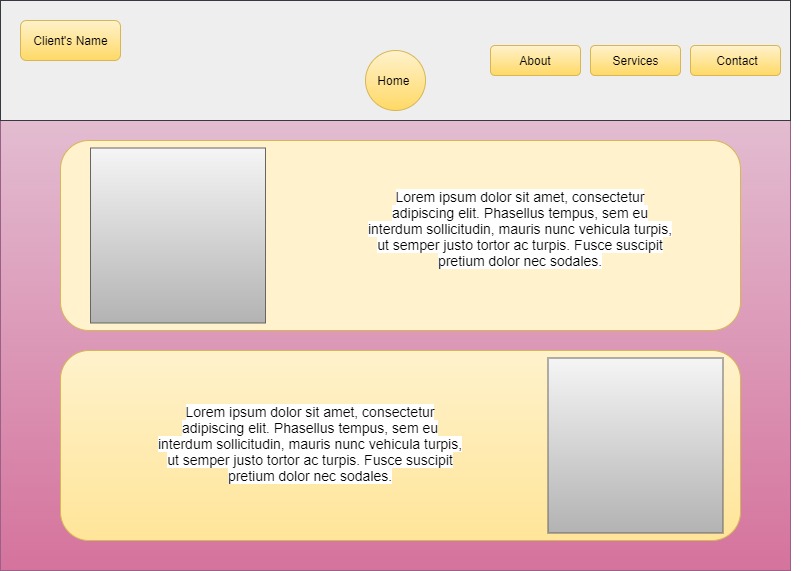 Client's Name
Home
About
Services
Contact
Lorem ipsum dolor sit amet, consectetur
adipiscing elit. Phasellus tempus, sem eu
interdum sollicitudin, mauris nunc vehicula turpis,
ut semper justo tortor ac turpis. Fusce suscipit
pretium dolor nec sodales.
Lorem ipsum dolor sit amet, consectetur
adipiscing elit. Phasellus tempus, sem eu
interdum sollicitudin, mauris nunc vehicula turpis,
ut semper justo tortor ac turpis. Fusce suscipit
pretium dolor nec sodales.